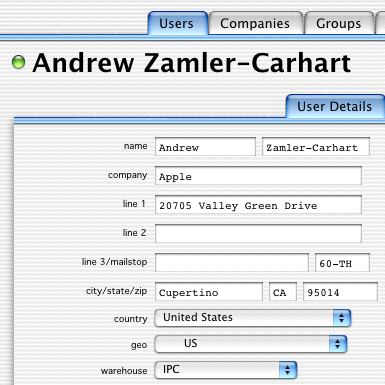 Users Companies Groups
Andrew Zamler-Carhart
User Details
name Andrew Zamler-Carhart
company Apple
line 1 20705 Valley Green Drive
line 2
line 3/mailstop 60-TH
city/state/zip Cupertino CA 95014
country United States
geo US
warehouse IPC